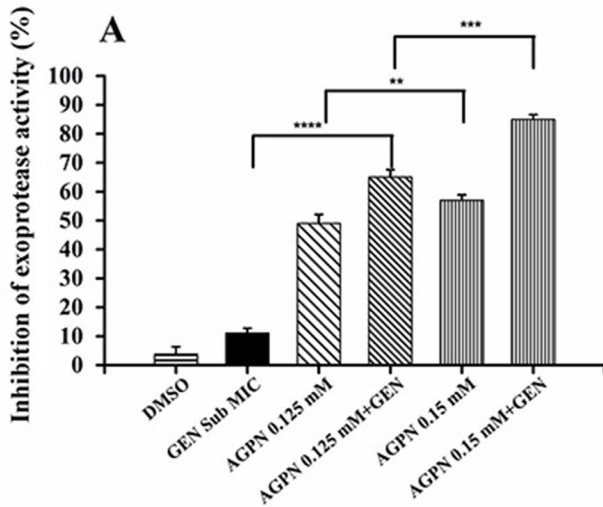 A
Inhibition of exoprotease activity (%)
***
**
****
100
90
80
70
60
50
40
30
20
10
0
DMSO
GEN Sub MIC
AGPN 0.125 mM
AGPN 0.125 mM+GEN
AGPN 0.15 mM
AGPN 0.15 mM+GEN